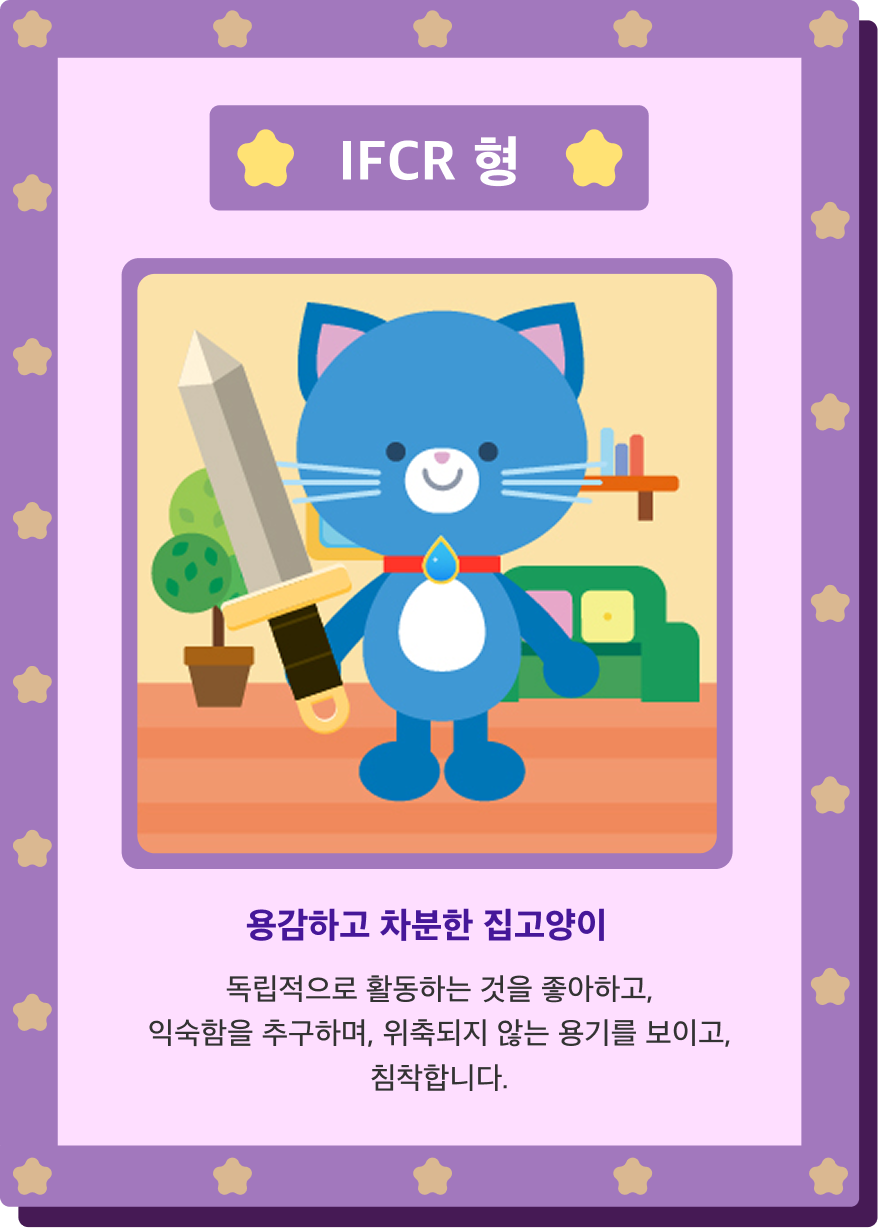 IFCR 형
용감하고 차분한 집고양이
독립적으로 활동하는 것을 좋아하고,
익숙함을 추구하며, 위축되지 않는 용기를 보이고,
침착합니다.